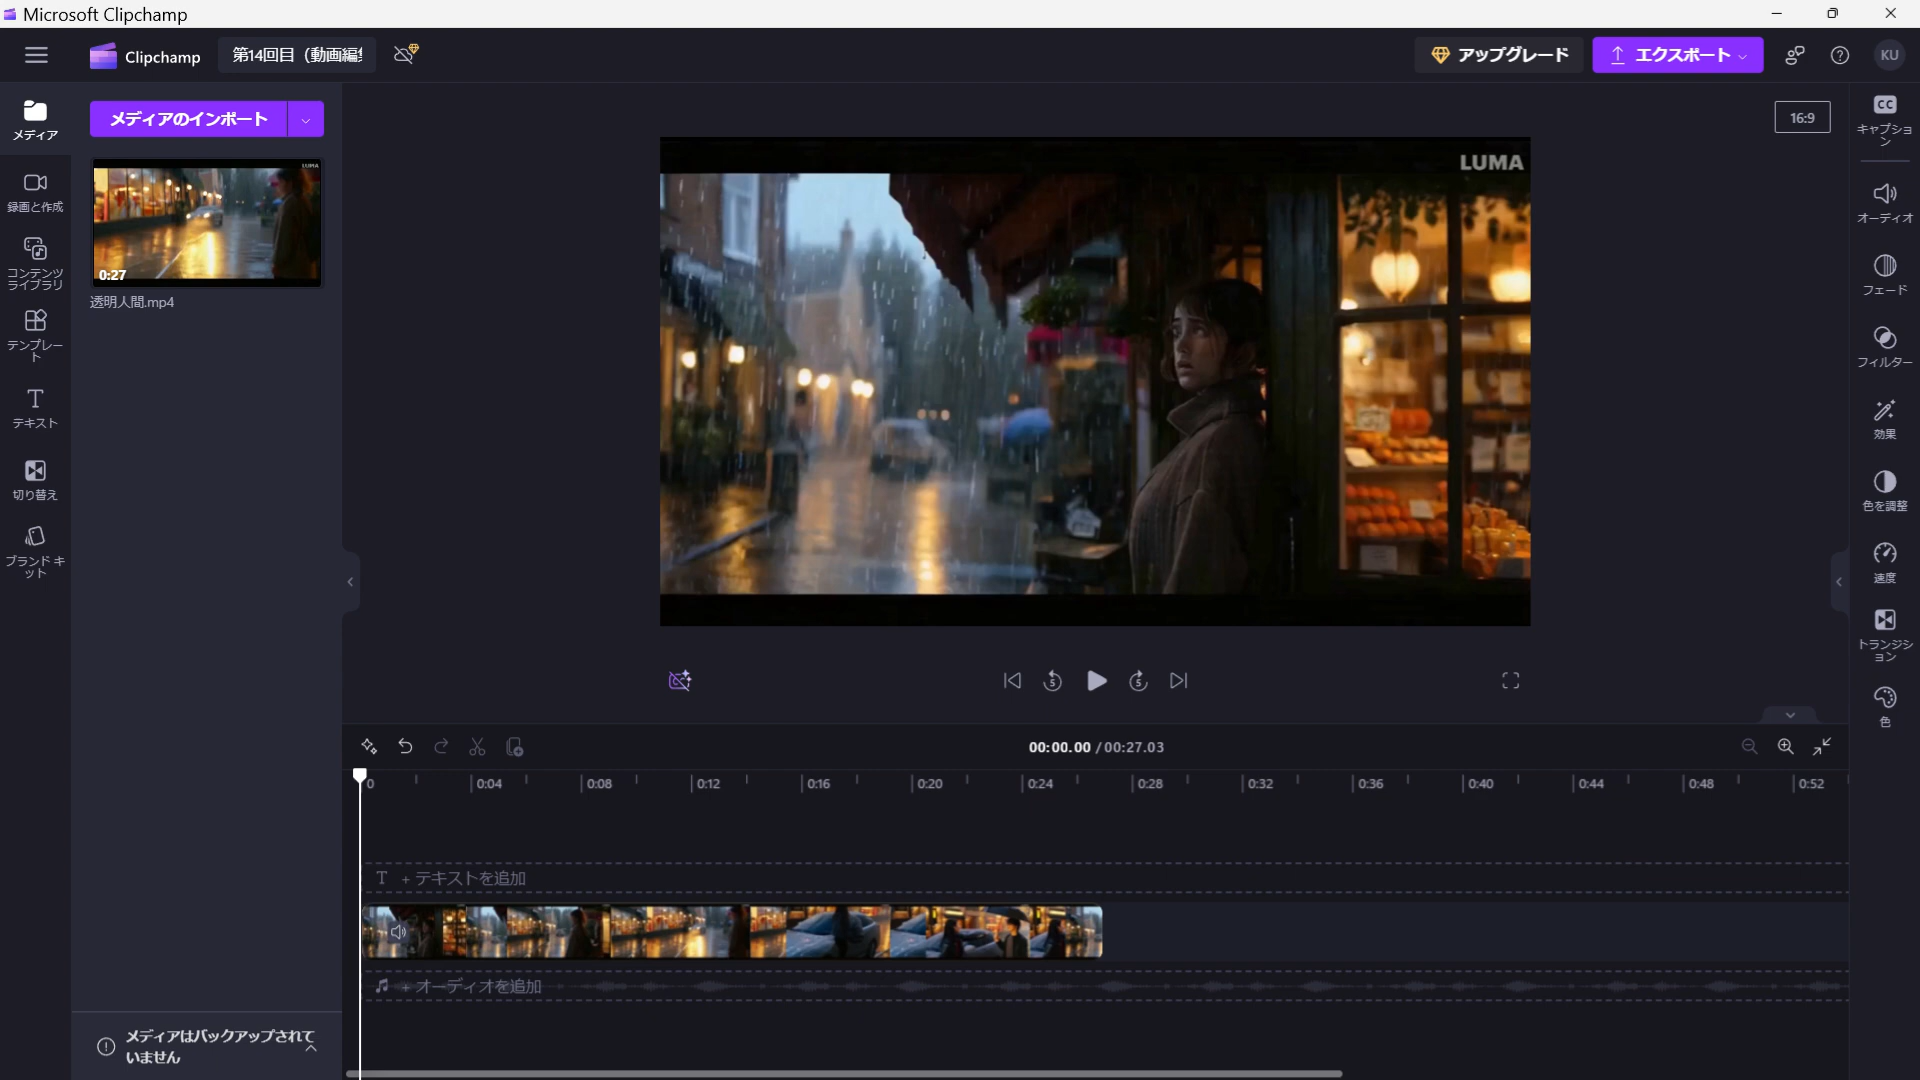 Microsoft Clipchamp
Clipchamp
第14回目（動画編
アップグレード
エクスポート
KU
メディア
録画と作成
コンテンツ
ライブラリ
テンプレー
ト
テキスト
切り替え
ブランド キ
ット
メディアのインポート
LUMA
0:27
透明人間.mp4
メディアはバックアップされて
いません
16:9
LUMA
5
5
00:00.00 / 00:27.03
0
0:04
0:08
0:12
0:16
0:20
0:24
0:28
0:32
0:36
0:40
0:44
0:48
0:52
T + テキストを追加
+ オーディオを追加
CC
キャプショ
ン
オーディオ
フェード
フィルター
効果
色を調整
速度
トランジシ
ョン
色